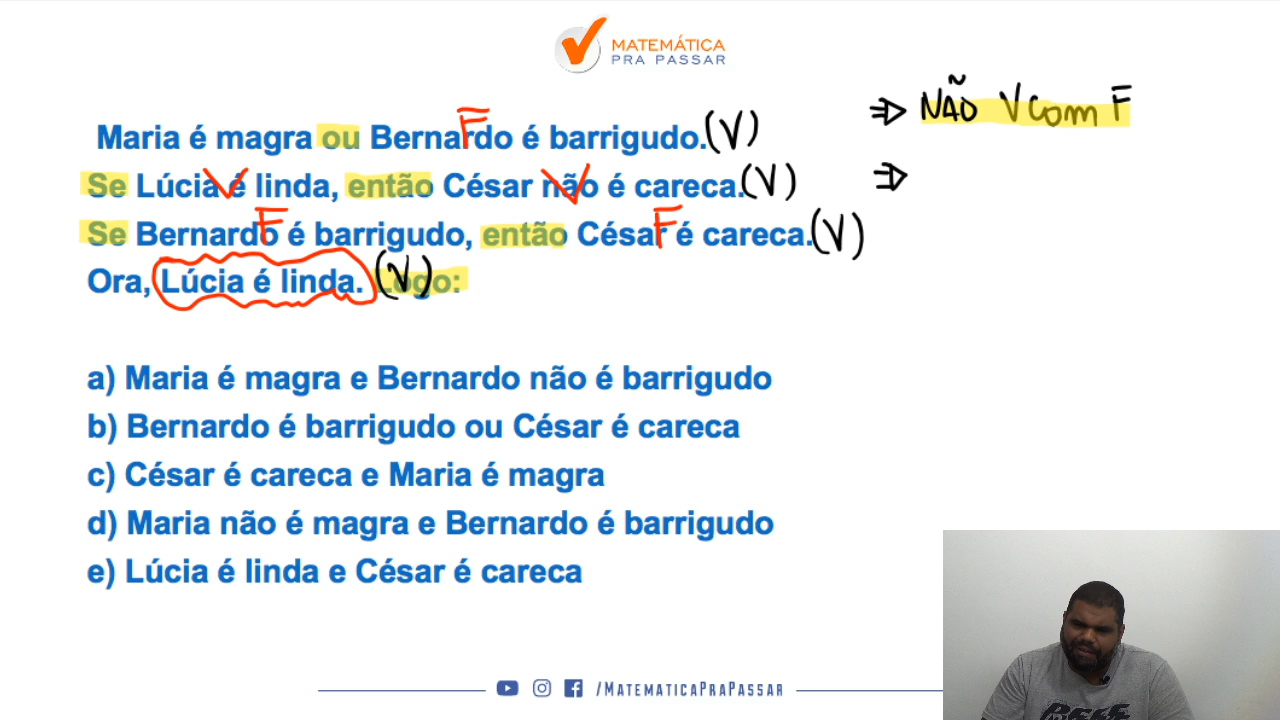 MATEMÁTICA
PRA PASSAR
⇒ NÃO V com F
F
Maria é magra ou Bernardo é barrigudo. (V)
V V
Se Lúcia é linda, então César não é careca. (V) ⇒
F F
Se Bernardo é barrigudo, então César é careca. (V)
Ora, Lúcia é linda. (V) Logo:
a) Maria é magra e Bernardo não é barrigudo
b) Bernardo é barrigudo ou César é careca
c) César é careca e Maria é magra
d) Maria não é magra e Bernardo é barrigudo
e) Lúcia é linda e César é careca
/MATEMATICAPRAPASSAR